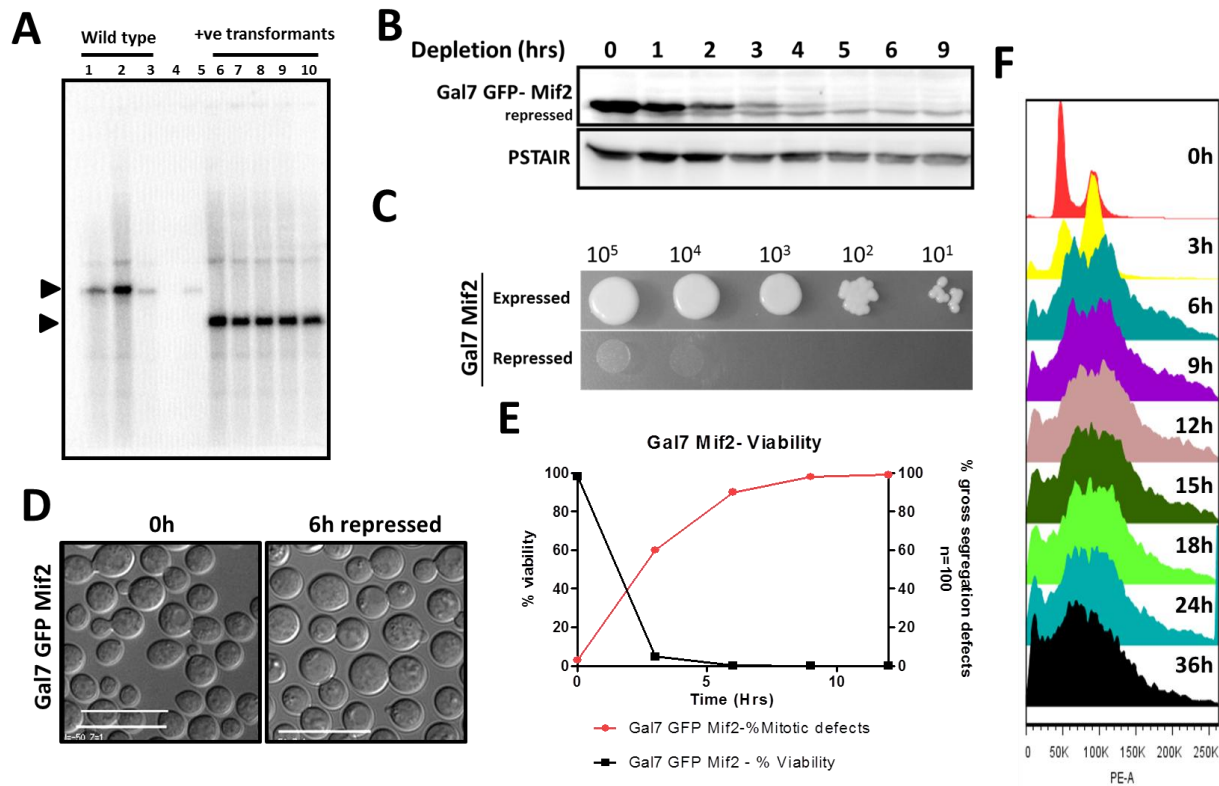 A
Wild type +ve transformants
1 2 3 4 5 6 7 8 9 10
B
Depletion (hrs) 0 1 2 3 4 5 6 9
Gal7 GFP- Mif2
repressed
PSTAIR
C
10⁵ 10⁴ 10³ 10² 10¹
Gal7 Mif2
Expressed
Repressed
D
0h 6h repressed
Gal7 GFP Mif2
E
Gal7 Mif2- Viability
% viability
100
80
60
40
20
0
100
80
60
40
20
0
% gross segregation defects
n=100
0 5 10
Time (Hrs)
Gal7 GFP Mif2-%Mitotic defects
Gal7 GFP Mif2 - % Viability
F
0h
3h
6h
9h
12h
15h
18h
24h
36h
0 50K 100K 150K 200K 250K
PE-A